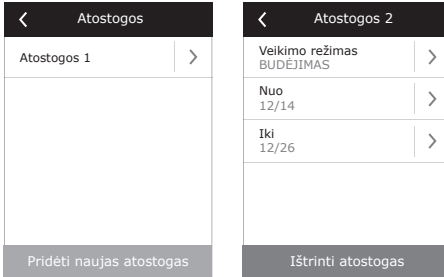 Atostogos
Atostogos 1
Pridėti naujas atostogas
Atostogos 2
Veikimo režimas
BUDĖJIMAS
Nuo
12/14
Iki
12/26
Ištrinti atostogas